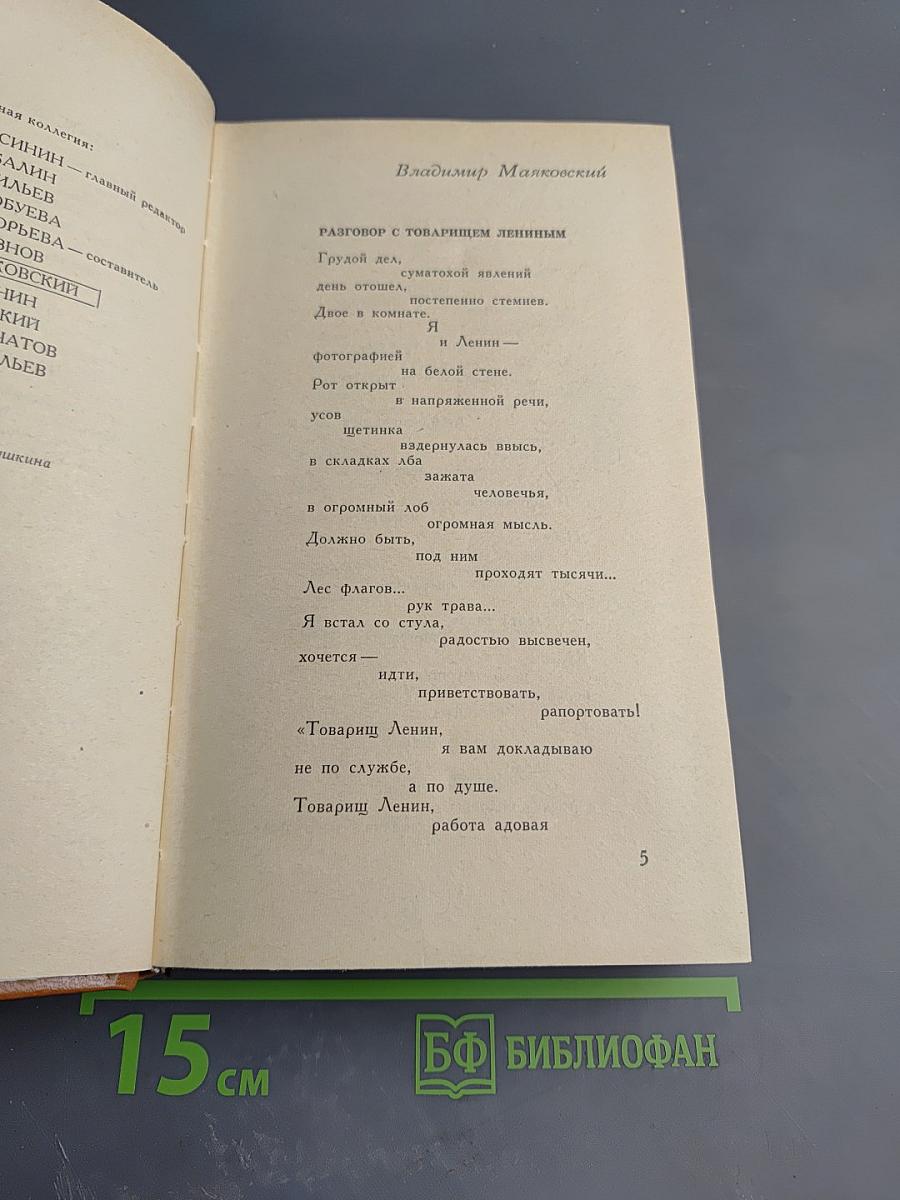 ная коллегия:
СИНИН — главный редактор
БАЛИН
ИЛЬЕВ
ОБУЕВА
ОРЬЕВА — составитель
ЗНОВ
КОВСКИЙ
НИН
КИЙ
НАТОВ
ЛЬЕВ
ушкина
Владимир Маяковский
РАЗГОВОР С ТОВАРИЩЕМ ЛЕНИНЫМ
Грудой дел,
суматохой явлений
день отошел,
постепенно стемнев.
Двое в комнате.
Я
и Ленин —
фотографией
на белой стене.
Рот открыт
в напряженной речи,
усов
щетинка
вздернулась ввысь,
в складках лба
зажата
человечья,
в огромный лоб
огромная мысль.
Должно быть,
под ним
проходят тысячи...
Лес флагов...
рук трава...
Я встал со стула,
радостью высвечен,
хочется —
идти,
приветствовать,
рапортовать!
«Товарищ Ленин,
я вам докладываю
не по службе,
а по душе.
Товарищ Ленин,
работа адовая
5
15 см
БФ БИБЛИОФАН